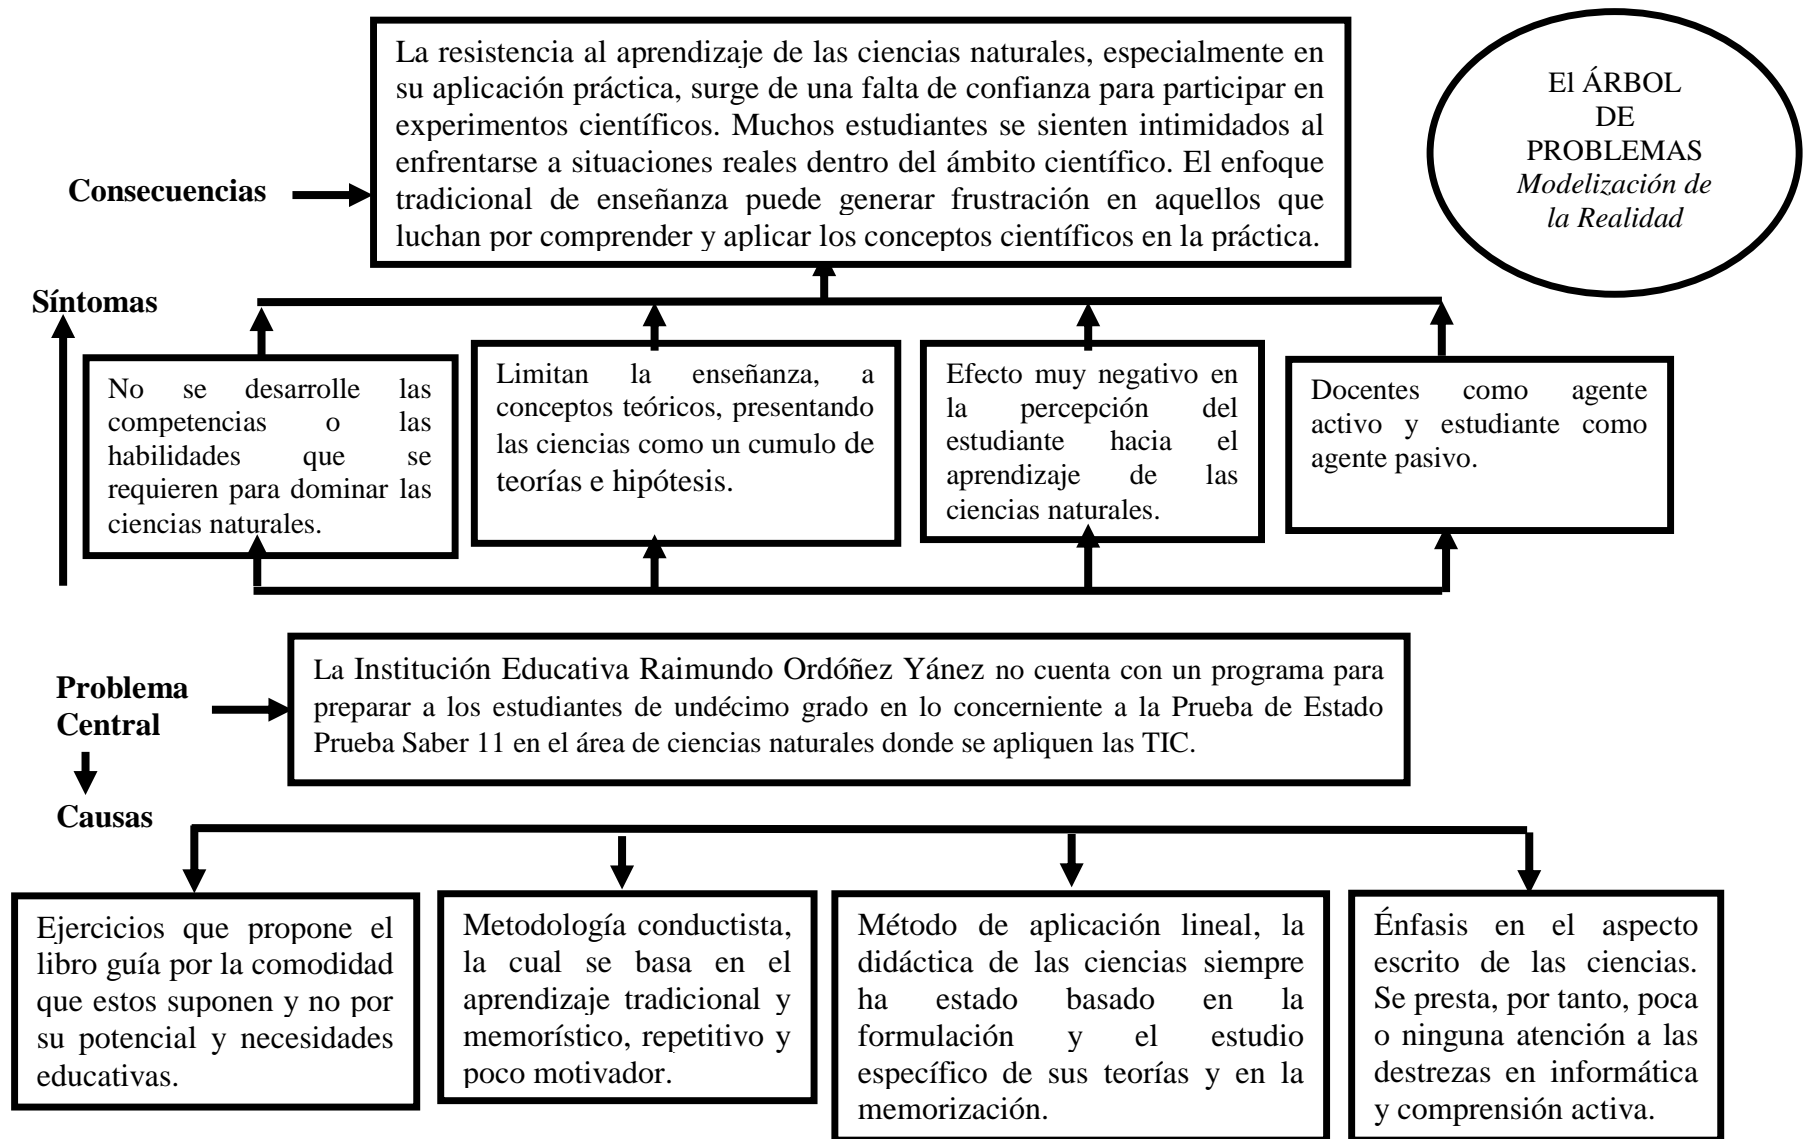 La resistencia al aprendizaje de las ciencias naturales, especialmente en
su aplicación práctica, surge de una falta de confianza para participar en
experimentos científicos. Muchos estudiantes se sienten intimidados al
enfrentarse a situaciones reales dentro del ámbito científico. El enfoque
tradicional de enseñanza puede generar frustración en aquellos que
luchan por comprender y aplicar los conceptos científicos en la práctica.
El ÁRBOL
DE
PROBLEMAS
Modelización de
la Realidad
Consecuencias
Síntomas
No se desarrolle las
competencias o las
habilidades que se
requieren para dominar las
ciencias naturales.
Limitan la enseñanza, a
conceptos teóricos, presentando
las ciencias como un cumulo de
teorías e hipótesis.
Efecto muy negativo en
la percepción del
estudiante hacia el
aprendizaje de las
ciencias naturales.
Docentes como agente
activo y estudiante como
agente pasivo.
Problema
Central
La Institución Educativa Raimundo Ordóñez Yánez no cuenta con un programa para
preparar a los estudiantes de undécimo grado en lo concerniente a la Prueba de Estado
Prueba Saber 11 en el área de ciencias naturales donde se apliquen las TIC.
Causas
Ejercicios que propone el
libro guía por la comodidad
que estos suponen y no por
su potencial y necesidades
educativas.
Metodología conductista,
la cual se basa en el
aprendizaje tradicional y
memorístico, repetitivo y
poco motivador.
Método de aplicación lineal, la
didáctica de las ciencias siempre
ha estado basado en la
formulación y el estudio
específico de sus teorías y en la
memorización.
Énfasis en el aspecto
escrito de las ciencias.
Se presta, por tanto, poca
o ninguna atención a las
destrezas en informática
y comprensión activa.